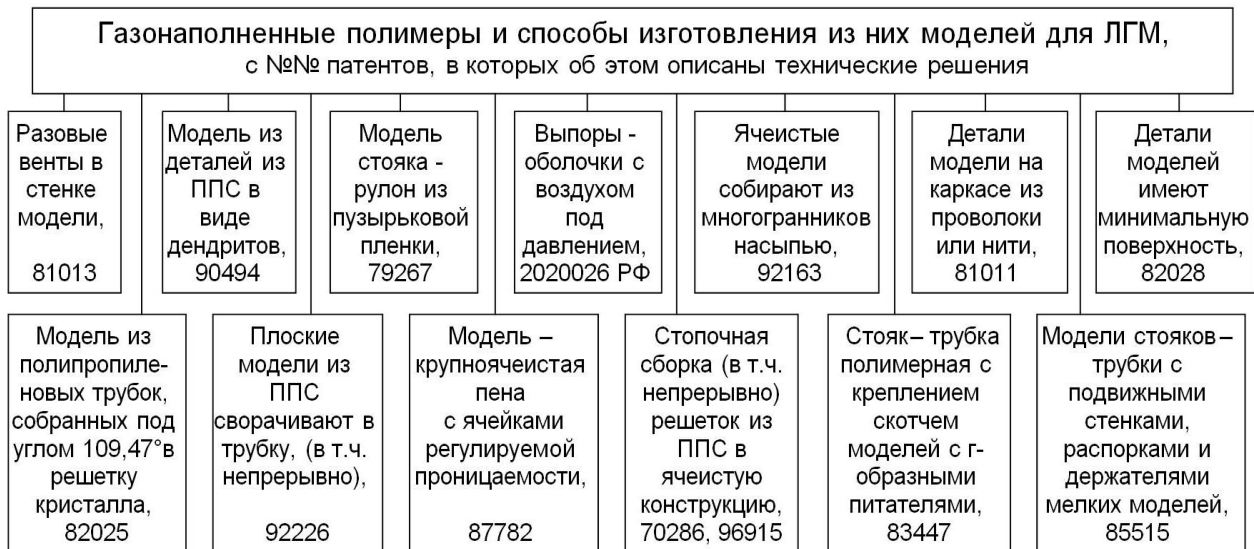 Газонаполненные полимеры и способы изготовления из них моделей для ЛГМ,
с №№ патентов, в которых об этом описаны технические решения
Разовые
венты в
стенке
модели,
81013
Модель из
деталей из
ППС в
виде
дендритов,
90494
Модель
стояка -
рулон из
пузырьковой
пленки,
79267
Выпоры -
оболочки с
воздухом
под
давлением,
2020026 РФ
Ячеистые
модели
собирают из
многогранников
насыпью,
92163
Детали
модели на
каркасе из
проволоки
или нити,
81011
Детали
моделей
имеют
минимальную
поверхность,
82028
Модель из
полипропиле-
новых трубок,
собранных под
углом 109,47°в
решетку
кристалла,
82025
Плоские
модели из
ППС
сворачивают в
трубку, (в т.ч.
непрерывно),
92226
Модель –
крупноячеистая
пена
с ячейками
регулируемой
проницаемости,
87782
Стопочная
сборка (в т.ч.
непрерывно)
решеток из
ППС в
ячеистую
конструкцию,
70286, 96915
Стояк– трубка
полимерная с
креплением
скотчем
моделей с г-
образными
питателями,
83447
Модели стояков–
трубки с
подвижными
стенками,
распорками и
держателями
мелких моделей,
85515